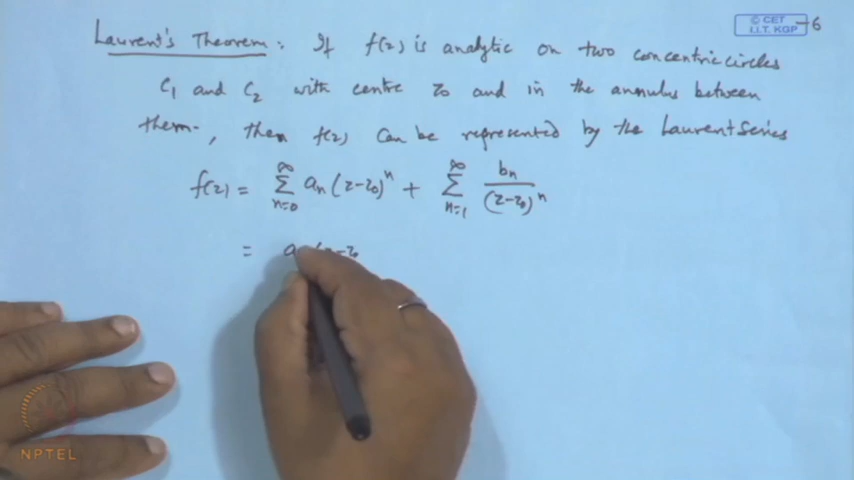 © CET
I.I.T. KGP
-6
Laurent's Theorem : If f(z) is analytic on two concentric circles
C₁ and C₂ with centre z₀ and in the annulus between
them, then f(z) can be represented by the Laurent series
f(z) = ∑_{n=0}^{∞} aₙ (z-z₀)ⁿ + ∑_{n=1}^{∞} bₙ/(z-z₀)ⁿ
= a (z-z
NPTEL